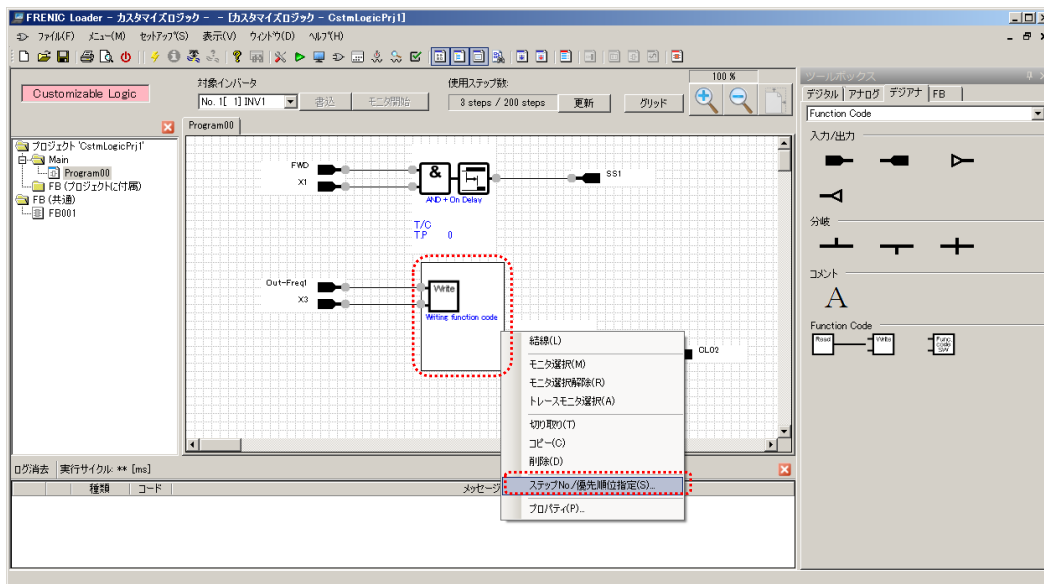 FRENIC Loader - カスタマイズロジック - - [カスタマイズロジック - CstmLogicPrj1]
ファイル(F) メニュー(M) セットアップ(S) 表示(V) ウィンドウ(D) ヘルプ(H)
Customizable Logic
対象インバータ
No. 1[ 1] INV1
書込
モニタ開始
使用ステップ数:
3 steps / 200 steps
更新
グリッド
100 %
プロジェクト 'CstmLogicPrj1'
Main
Program00
FB (プロジェクトに付属)
FB (共通)
FB001
Program00
FWD
X1
&
AND + On Delay
SS1
T/C
T.P 0
Out-Freq1
X3
Write
Writing function code
CLO2
結線(L)
モニタ選択(M)
モニタ選択解除(R)
トレースモニタ選択(A)
切り取り(T)
コピー(C)
削除(D)
ステップNo./優先順位指定(S)...
プロパティ(P)...
ツールボックス
デジタル アナログ デジアナ FB
Function Code
入力/出力
分岐
コメント
A
Function Code
Read
Write
Func. code SW
ログ消去 実行サイクル: ** [ms]
種類 コード メッセージ